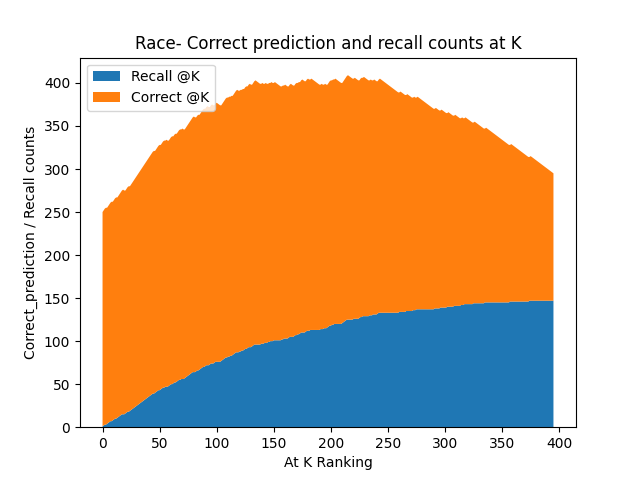 Race- Correct prediction and recall counts at K
Recall @K
Correct @K
Correct_prediction / Recall counts
400
350
300
250
200
150
100
50
0
0 50 100 150 200 250 300 350 400
At K Ranking